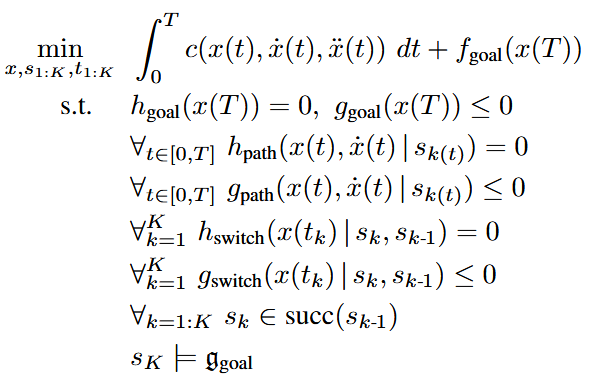 min_{x,s_{1:K},t_{1:K}} ∫_0^T c(x(t), ẋ(t), ẍ(t)) dt + f_goal(x(T))
s.t. h_goal(x(T)) = 0, g_goal(x(T)) ≤ 0
∀_{t∈[0,T]} h_path(x(t), ẋ(t) | s_{k(t)}) = 0
∀_{t∈[0,T]} g_path(x(t), ẋ(t) | s_{k(t)}) ≤ 0
∀_{k=1}^K h_switch(x(t_k) | s_k, s_{k-1}) = 0
∀_{k=1}^K g_switch(x(t_k) | s_k, s_{k-1}) ≤ 0
∀_{k=1:K} s_k ∈ succ(s_{k-1})
s_K ⊨ 𝔤_goal